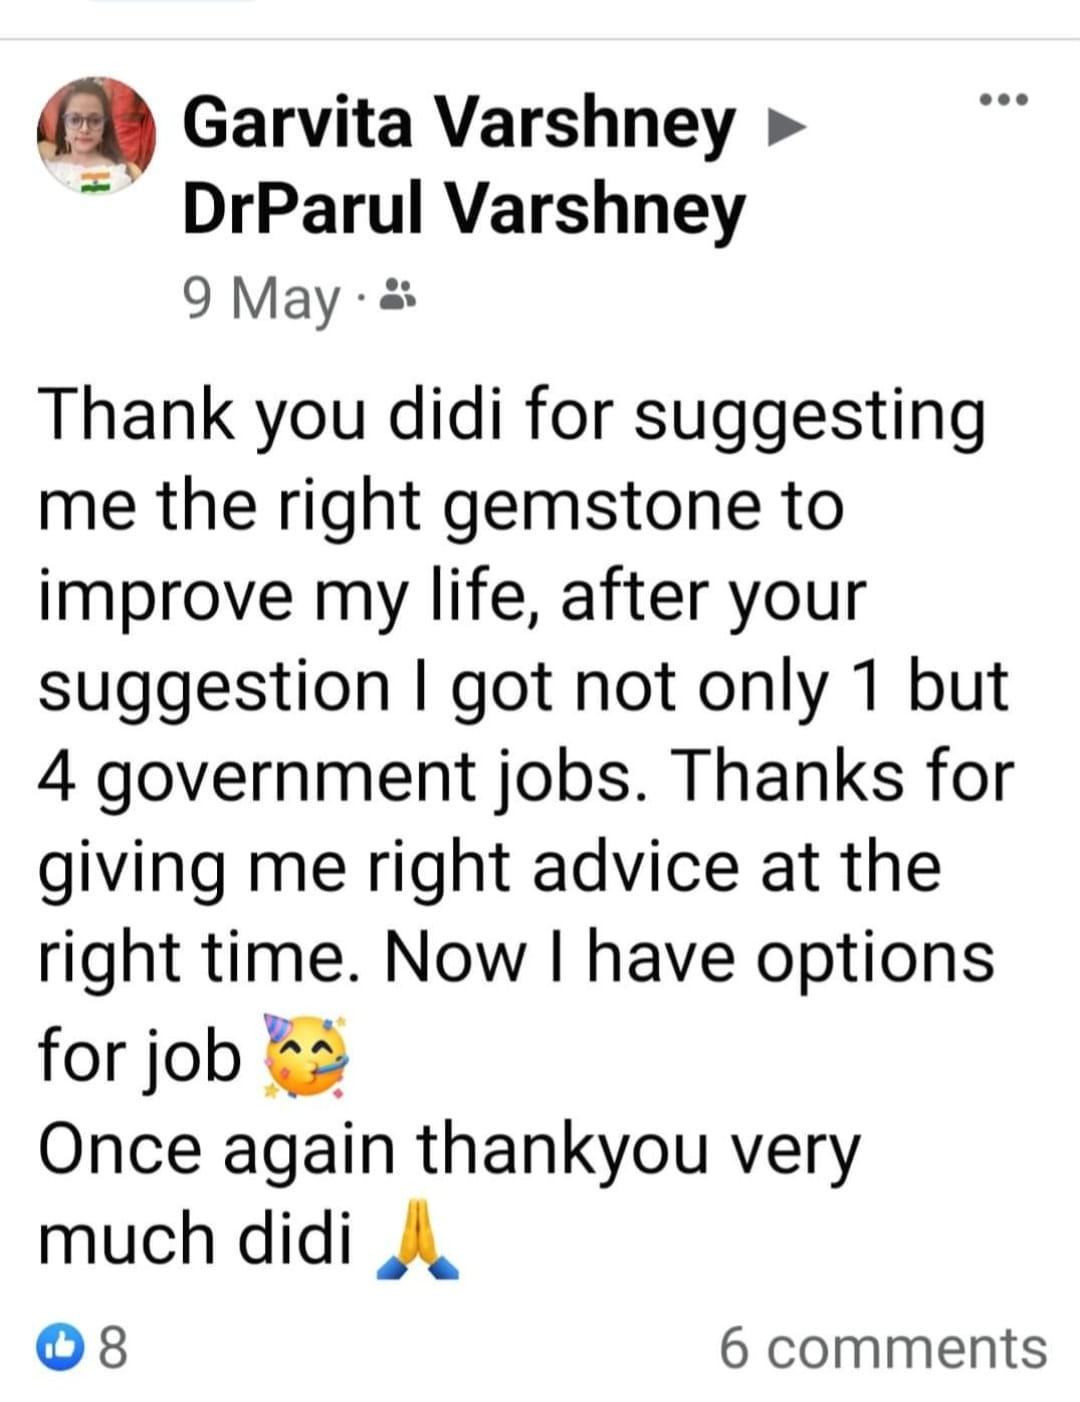 Garvita Varshney ▶
DrParul Varshney
9 May ·
Thank you didi for suggesting
me the right gemstone to
improve my life, after your
suggestion I got not only 1 but
4 government jobs. Thanks for
giving me right advice at the
right time. Now I have options
for job 🥳
Once again thankyou very
much didi 🙏
8
6 comments